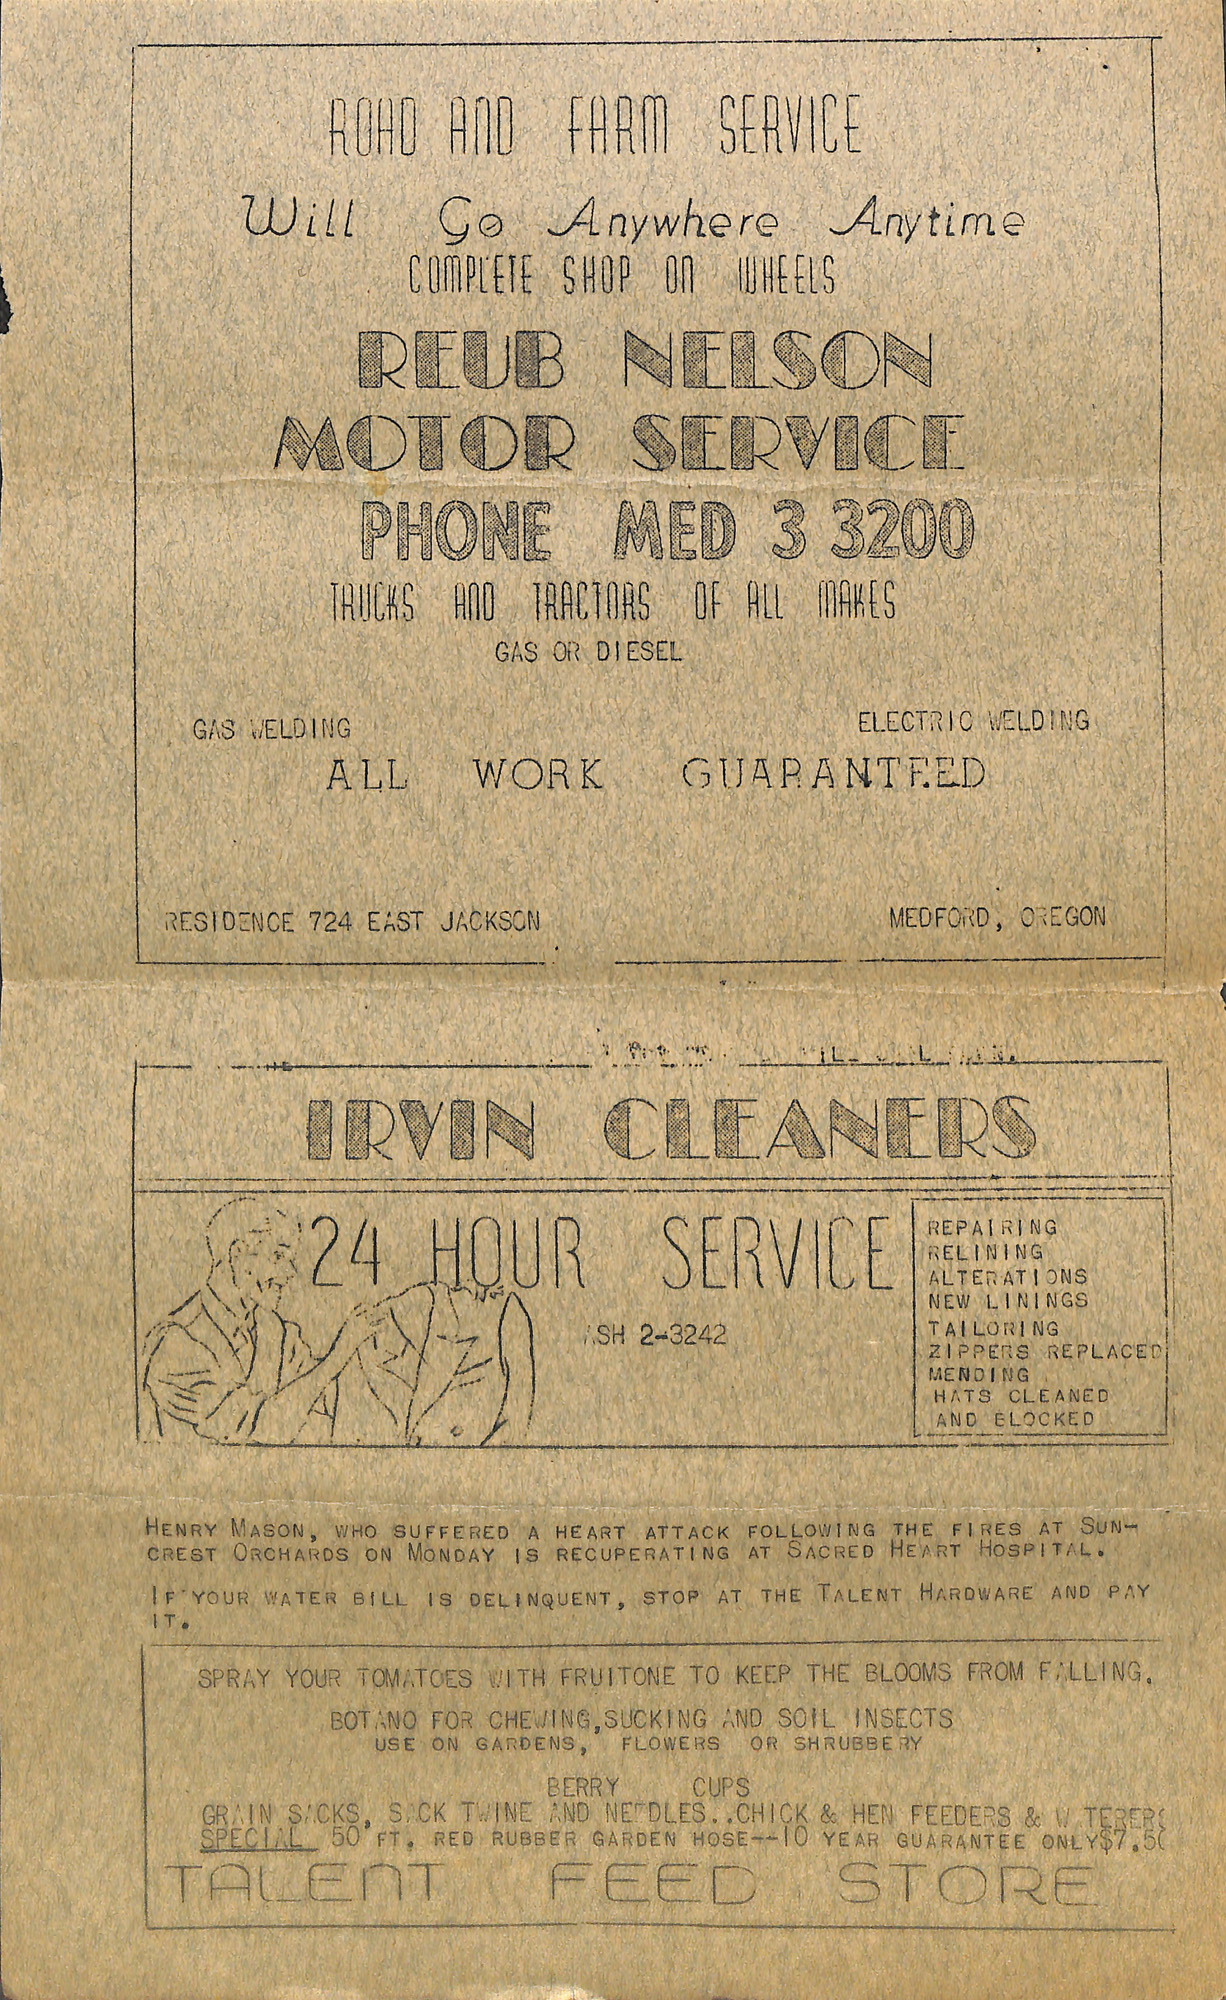 ROAD AND FARM SERVICE
Will Go Anywhere Anytime
COMPLETE SHOP ON WHEELS
REUB NELSON
MOTOR SERVICE
PHONE MED 3 3200
TRUCKS AND TRACTORS OF ALL MAKES
GAS OR DIESEL
GAS WELDING ELECTRIC WELDING
ALL WORK GUARANTEED
RESIDENCE 724 EAST JACKSON MEDFORD, OREGON
IRVIN CLEANERS
24 HOUR SERVICE
ASH 2-3242
REPAIRING
RELINING
ALTERATIONS
NEW LININGS
TAILORING
ZIPPERS REPLACED
MENDING
HATS CLEANED
AND BLOCKED
HENRY MASON, WHO SUFFERED A HEART ATTACK FOLLOWING THE FIRES AT SUN-
CREST ORCHARDS ON MONDAY IS RECUPERATING AT SACRED HEART HOSPITAL.
IF YOUR WATER BILL IS DELINQUENT, STOP AT THE TALENT HARDWARE AND PAY
IT.
SPRAY YOUR TOMATOES WITH FRUITONE TO KEEP THE BLOOMS FROM FALLING.
BOTANO FOR CHEWING,SUCKING AND SOIL INSECTS
USE ON GARDENS, FLOWERS OR SHRUBBERY
BERRY CUPS
GRAIN SACKS, SACK TWINE AND NEEDLES..CHICK & HEN FEEDERS & WATERERS
SPECIAL 50 FT. RED RUBBER GARDEN HOSE--10 YEAR GUARANTEE ONLY$7.50
TALENT FEED STORE